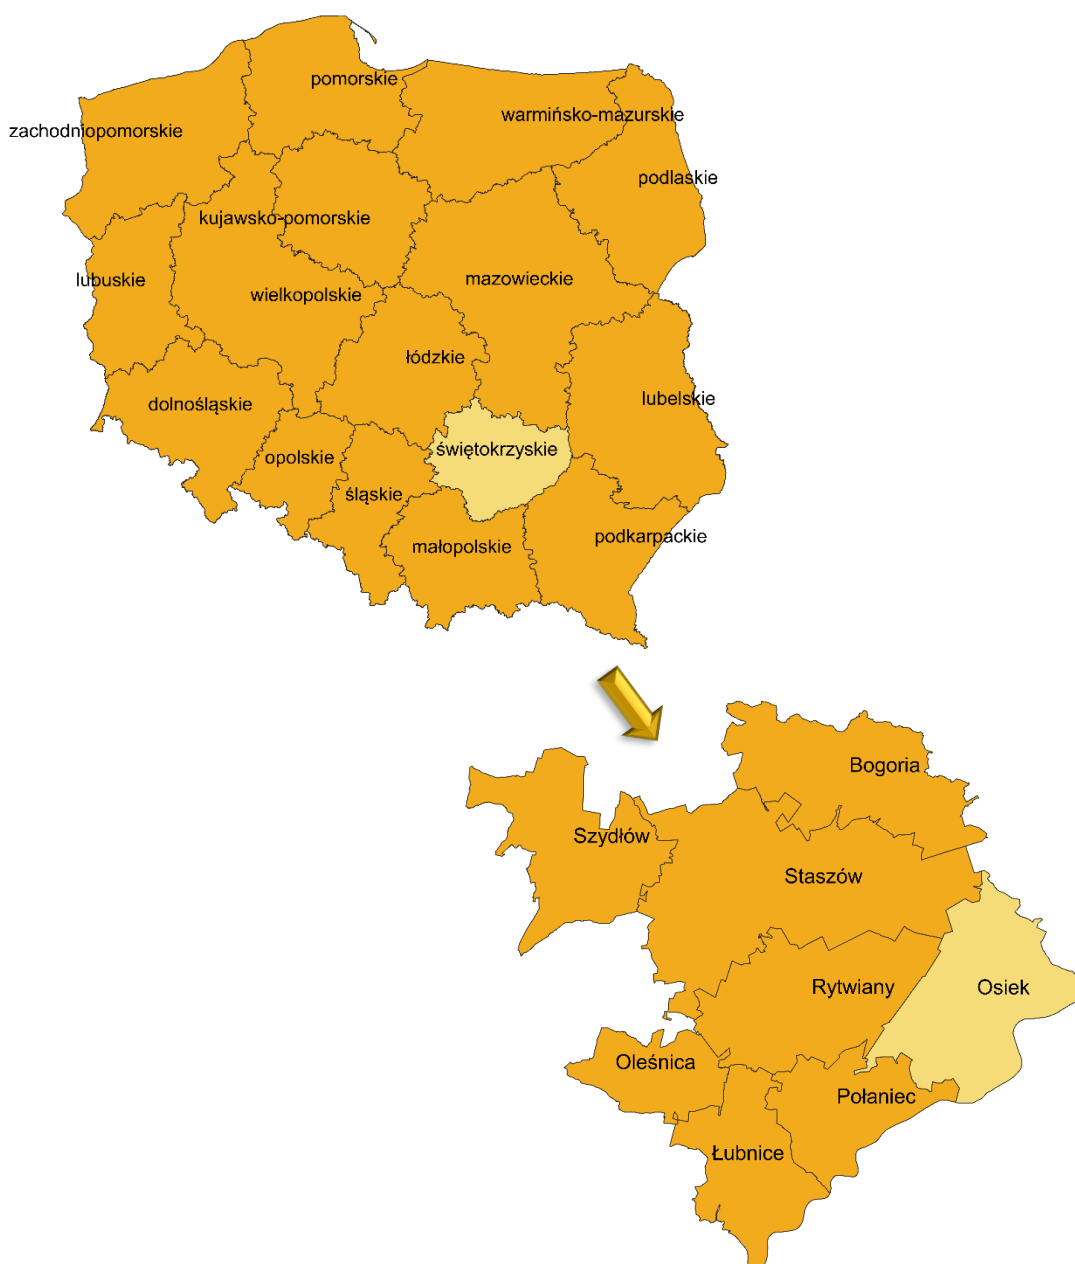 pomorskie
warmińsko-mazurskie
zachodniopomorskie
podlaskie
kujawsko-pomorskie
lubuskie
mazowieckie
wielkopolskie
łódzkie
lubelskie
dolnośląskie
świętokrzyskie
opolskie
śląskie
podkarpackie
małopolskie
Bogoria
Szydłów
Staszów
Rytwiany
Osiek
Oleśnica
Połaniec
Łubnice